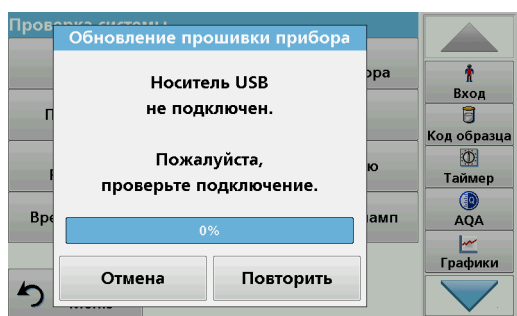 Проверка системы
Обновление прошивки прибора
Носитель USB
не подключен.
Пожалуйста,
проверьте подключение.
0%
Отмена
Повторить
Вход
Код образца
Таймер
AQA
Графики